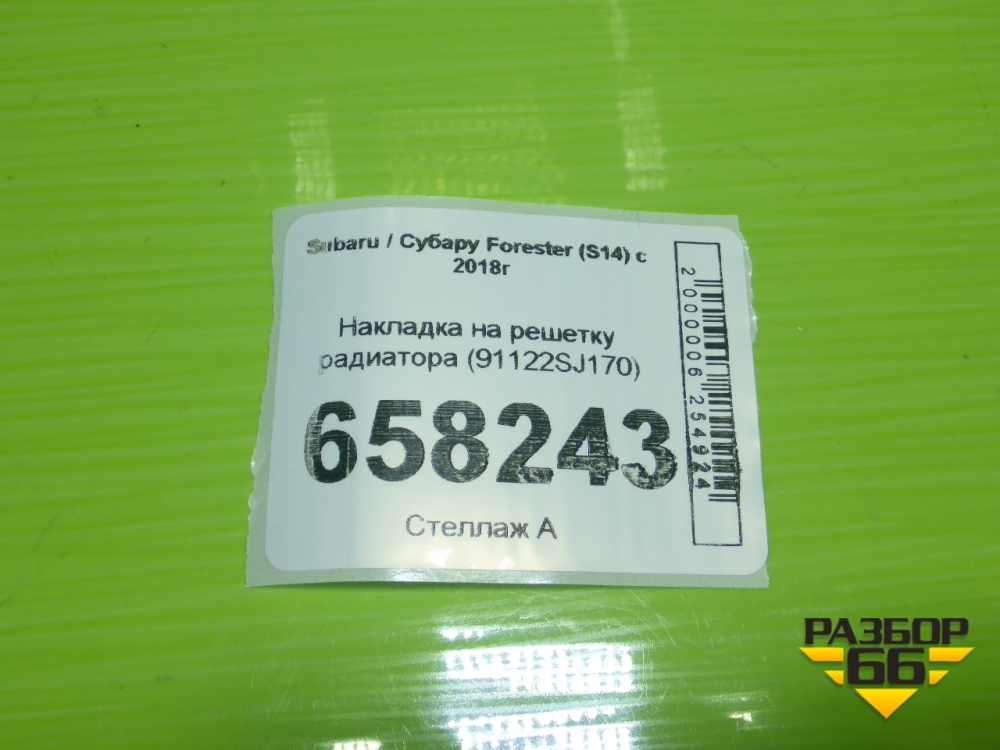 Subaru / Субару Forester (S14) с
2018г
Накладка на решетку
радиатора (91122SJ170)
658243
Стеллаж А
2000006254924
РАЗБОР
66